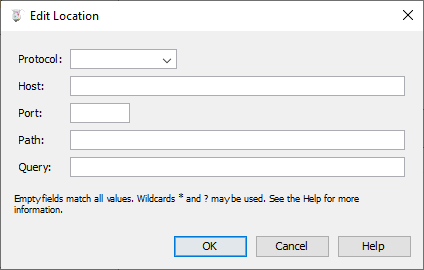 Edit Location
Protocol:
Host:
Port:
Path:
Query:
Empty fields match all values. Wildcards * and ? may be used. See the Help for more
information.
OK Cancel Help